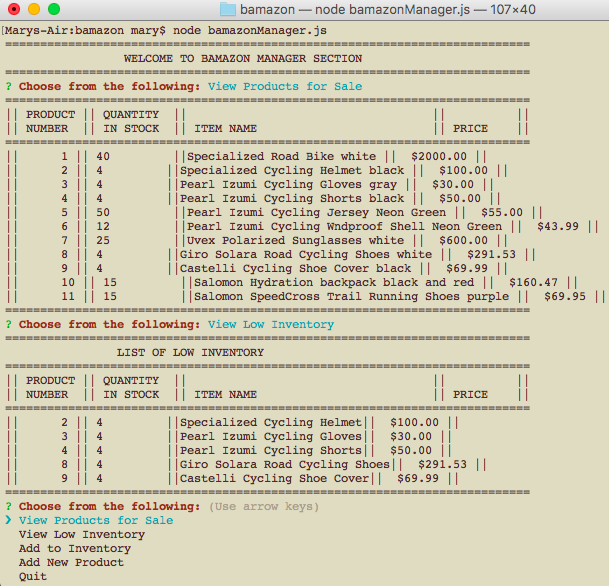 bamazon — node bamazonManager.js — 107×40
[Marys-Air:bamazon mary$ node bamazonManager.js
===========================================================================
WELCOME TO BAMAZON MANAGER SECTION
===========================================================================
? Choose from the following: View Products for Sale
===========================================================================
|| PRODUCT || QUANTITY || || ||
|| NUMBER || IN STOCK || ITEM NAME || PRICE ||
===========================================================================
|| 1 || 40 ||Specialized Road Bike white || $2000.00 ||
|| 2 || 4 ||Specialized Cycling Helmet black || $100.00 ||
|| 3 || 4 ||Pearl Izumi Cycling Gloves gray || $30.00 ||
|| 4 || 4 ||Pearl Izumi Cycling Shorts black || $50.00 ||
|| 5 || 50 ||Pearl Izumi Cycling Jersey Neon Green || $55.00 ||
|| 6 || 12 ||Pearl Izumi Cycling Wndproof Shell Neon Green || $43.99 ||
|| 7 || 25 ||Uvex Polarized Sunglasses white || $600.00 ||
|| 8 || 4 ||Giro Solara Road Cycling Shoes white || $291.53 ||
|| 9 || 4 ||Castelli Cycling Shoe Cover black || $69.99 ||
|| 10 || 15 ||Salomon Hydration backpack black and red || $160.47 ||
|| 11 || 15 ||Salomon SpeedCross Trail Running Shoes purple || $69.95 ||
===========================================================================
? Choose from the following: View Low Inventory
===========================================================================
LIST OF LOW INVENTORY
===========================================================================
|| PRODUCT || QUANTITY || || ||
|| NUMBER || IN STOCK || ITEM NAME || PRICE ||
===========================================================================
|| 2 || 4 ||Specialized Cycling Helmet|| $100.00 ||
|| 3 || 4 ||Pearl Izumi Cycling Gloves|| $30.00 ||
|| 4 || 4 ||Pearl Izumi Cycling Shorts|| $50.00 ||
|| 8 || 4 ||Giro Solara Road Cycling Shoes|| $291.53 ||
|| 9 || 4 ||Castelli Cycling Shoe Cover|| $69.99 ||
===========================================================================
? Choose from the following: (Use arrow keys)
❯ View Products for Sale
View Low Inventory
Add to Inventory
Add New Product
Quit